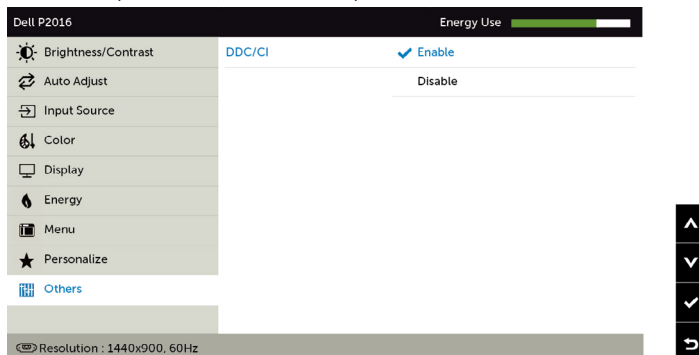 Dell P2016 Energy Use
Brightness/Contrast DDC/CI Enable
Auto Adjust Disable
Input Source
Color
Display
Energy
Menu
Personalize
Others
Resolution : 1440x900, 60Hz